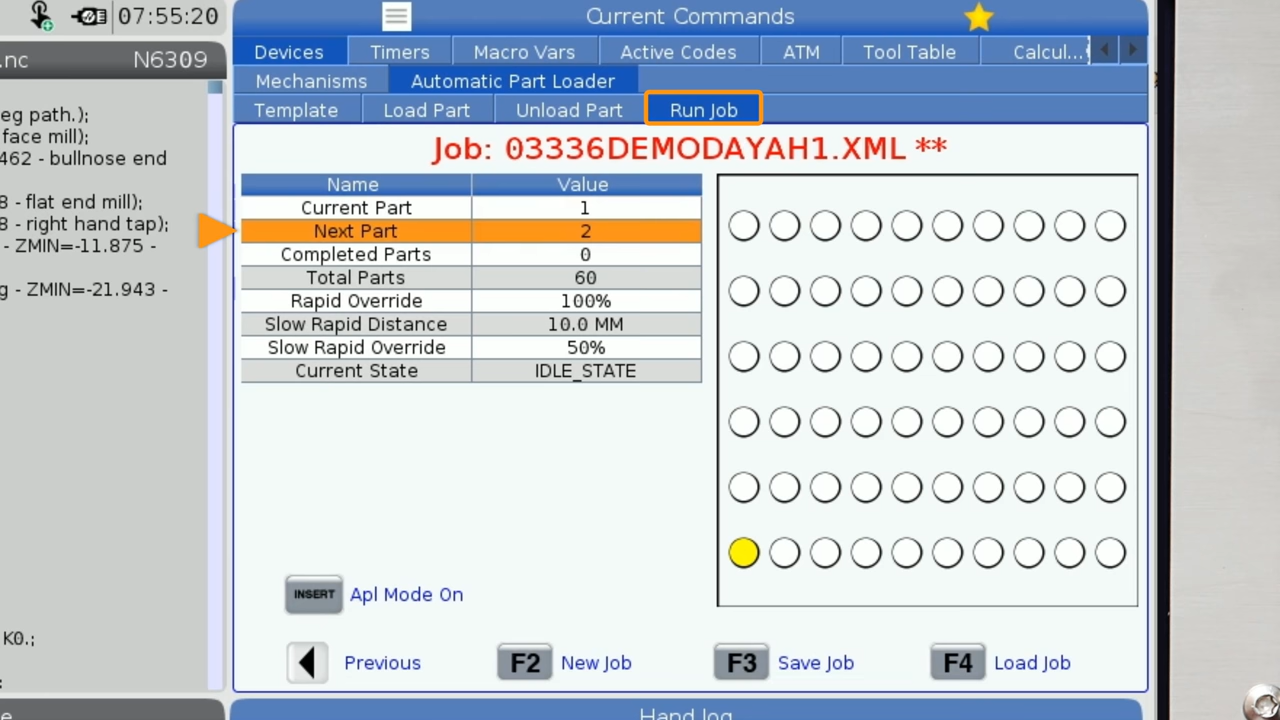 07:55:20
Current Commands
.nc N6309
Devices Timers Macro Vars Active Codes ATM Tool Table Calcul...
Mechanisms Automatic Part Loader
Template Load Part Unload Part Run Job
eg path.);
face mill);
462 - bullnose end
8 - flat end mill);
8 - right hand tap);
- ZMIN=-11.875 -
g - ZMIN=-21.943 -
K0.;
Job: 03336DEMODAYAH1.XML **
Name Value
Current Part 1
Next Part 2
Completed Parts 0
Total Parts 60
Rapid Override 100%
Slow Rapid Distance 10.0 MM
Slow Rapid Override 50%
Current State IDLE_STATE
INSERT Apl Mode On
Previous F2 New Job F3 Save Job F4 Load Job